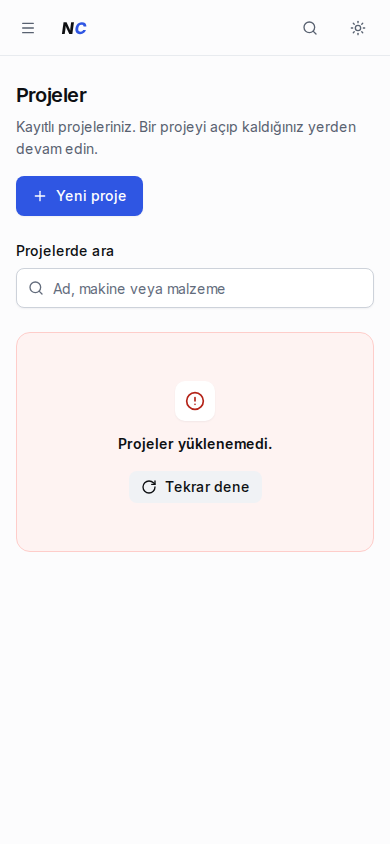 NC
Projeler
Kayıtlı projeleriniz. Bir projeyi açıp kaldığınız yerden
devam edin.
Yeni proje
Projelerde ara
Ad, makine veya malzeme
Projeler yüklenemedi.
Tekrar dene